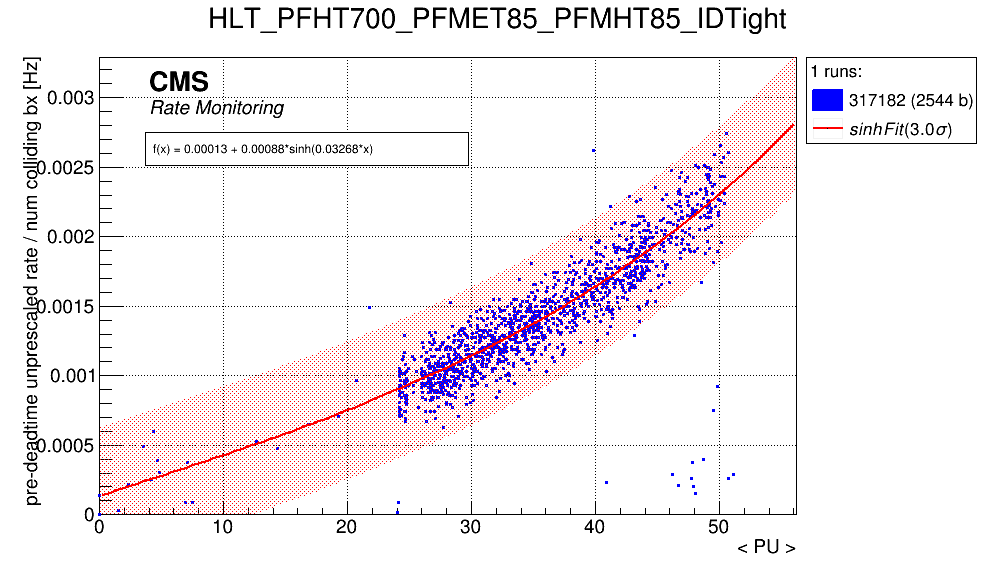 HLT_PFHT700_PFMET85_PFMHT85_IDTight
pre-deadtime unprescaled rate / num colliding bx [Hz]
CMS
Rate Monitoring
f(x) = 0.00013 + 0.00088*sinh(0.03268*x)
1 runs:
317182 (2544 b)
sinhFit(3.0σ)
0.003
0.0025
0.002
0.0015
0.001
0.0005
0
0 10 20 30 40 50
< PU >